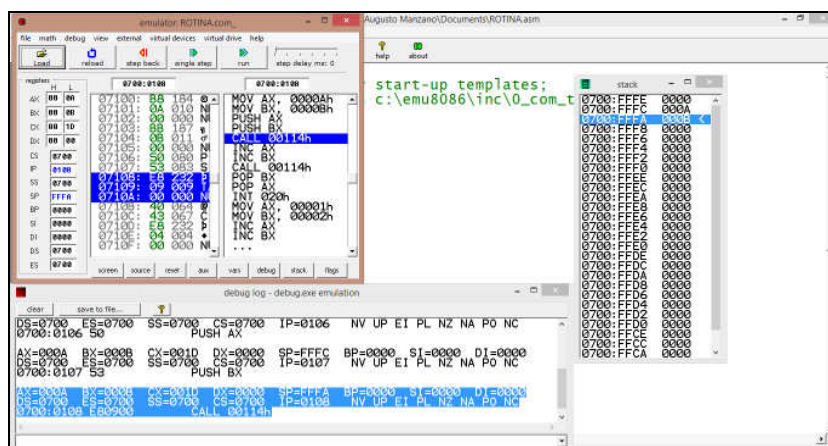 emulator: ROTINA.com_
file math debug view external virtual devices virtual drive help
Load reload step back single step run step delay ms: 0
registers
H L
0700:0108 0700:0108
AX 00 0A
BX 00 0B
CX 00 1D
DX 00 00
CS 0700
IP 0108
SS 0700
SP FFFA
BP 0000
SI 0000
DI 0000
DS 0700
ES 0700
07100: B8 184
07101: 0A 010 N
07102: 00 000 N
07103: BB 187
07104: 0B 011
07105: 00 000 N
07106: 50 080 P
07107: 53 083 S
07108: E8 232
07109: 09 009 T
0710A: 00 000 N
0710B: 40 064 @
0710C: 43 067 C
0710D: E8 232
0710E: 04 004
0710F: 00 000 N
MOV AX, 0000Ah
MOV BX, 0000Bh
PUSH AX
PUSH BX
CALL 00114h
INC AX
INC BX
CALL 00114h
POP BX
POP AX
INT 020h
MOV AX, 00001h
MOV BX, 00002h
INC AX
INC BX
...
screen source reset aux vars debug stack flags
Augusto Manzano\Documents\ROTINA.asm
help about
start-up templates;
c:\emu8086\inc\0_com_t
stack
0700:FFFE 0000
0700:FFFC 000A
0700:FFFA 000B <
0700:FFF8 0000
0700:FFF6 0000
0700:FFF4 0000
0700:FFF2 0000
0700:FFF0 0000
0700:FFEE 0000
0700:FFEC 0000
0700:FFEA 0000
0700:FFE8 0000
0700:FFE6 0000
0700:FFE4 0000
0700:FFE2 0000
0700:FFE0 0000
0700:FFDE 0000
0700:FFDC 0000
0700:FFDA 0000
0700:FFD8 0000
0700:FFD6 0000
0700:FFD4 0000
0700:FFD2 0000
0700:FFD0 0000
0700:FFCE 0000
0700:FFCC 0000
0700:FFCA 0000
debug log - debug.exe emulation
clear save to file... ?
DS=0700 ES=0700 SS=0700 CS=0700 IP=0106 NV UP EI PL NZ NA PO NC
0700:0106 50 PUSH AX
AX=000A BX=000B CX=001D DX=0000 SP=FFFC BP=0000 SI=0000 DI=0000
DS=0700 ES=0700 SS=0700 CS=0700 IP=0107 NV UP EI PL NZ NA PO NC
0700:0107 53 PUSH BX
AX=000A BX=000B CX=001D DX=0000 SP=FFFA BP=0000 SI=0000 DI=0000
DS=0700 ES=0700 SS=0700 CS=0700 IP=0108 NV UP EI PL NZ NA PO NC
0700:0108 E80900 CALL 00114h